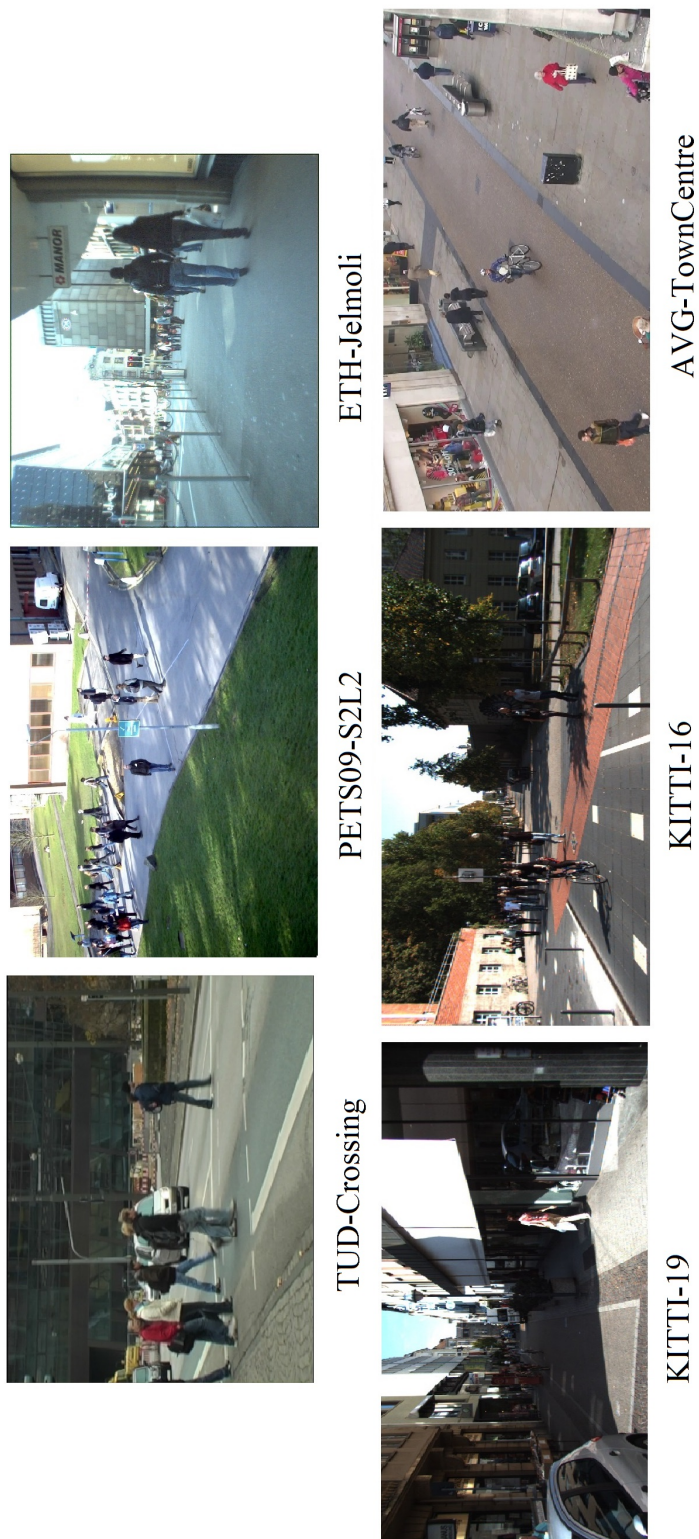 MANOR
TUD-Crossing
PETS09-S2L2
ETH-Jelmoli
KITTI-19
KITTI-16
AVG-TownCentre